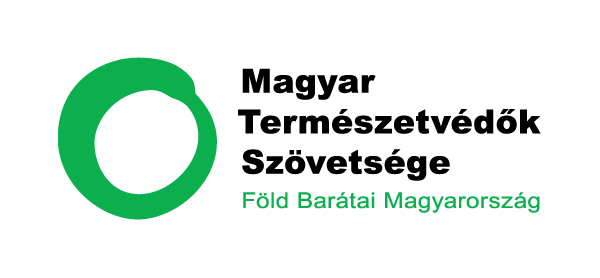 Magyar
Természetvédők
Szövetsége
Föld Barátai Magyarország